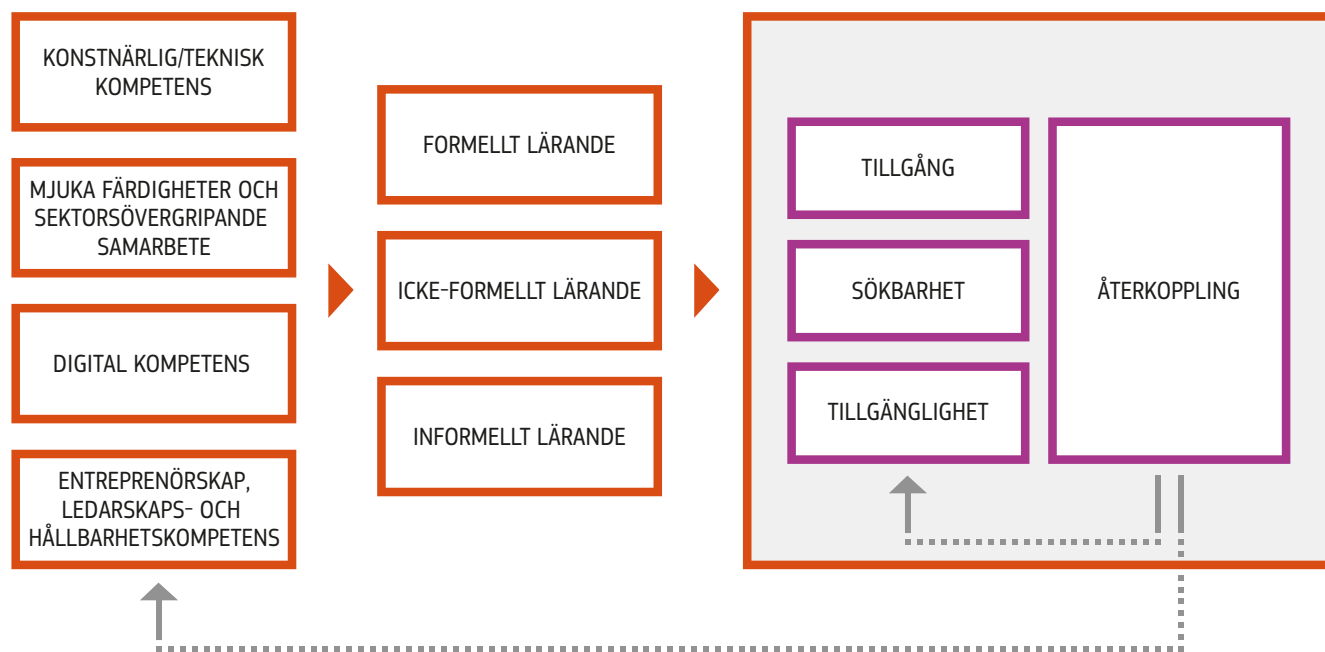 KONSTNÄRLIG/TEKNISK
KOMPETENS
MJUKA FÄRDIGHETER OCH
SEKTORSÖVERGRIPANDE
SAMARBETE
DIGITAL KOMPETENS
ENTREPRENÖRSKAP,
LEDARSKAPS- OCH
HÅLLBARHETSKOMPETENS
FORMELLT LÄRANDE
ICKE-FORMELLT LÄRANDE
INFORMELLT LÄRANDE
TILLGÅNG
SÖKBARHET
TILLGÄNGLIGHET
ÅTERKOPPLING